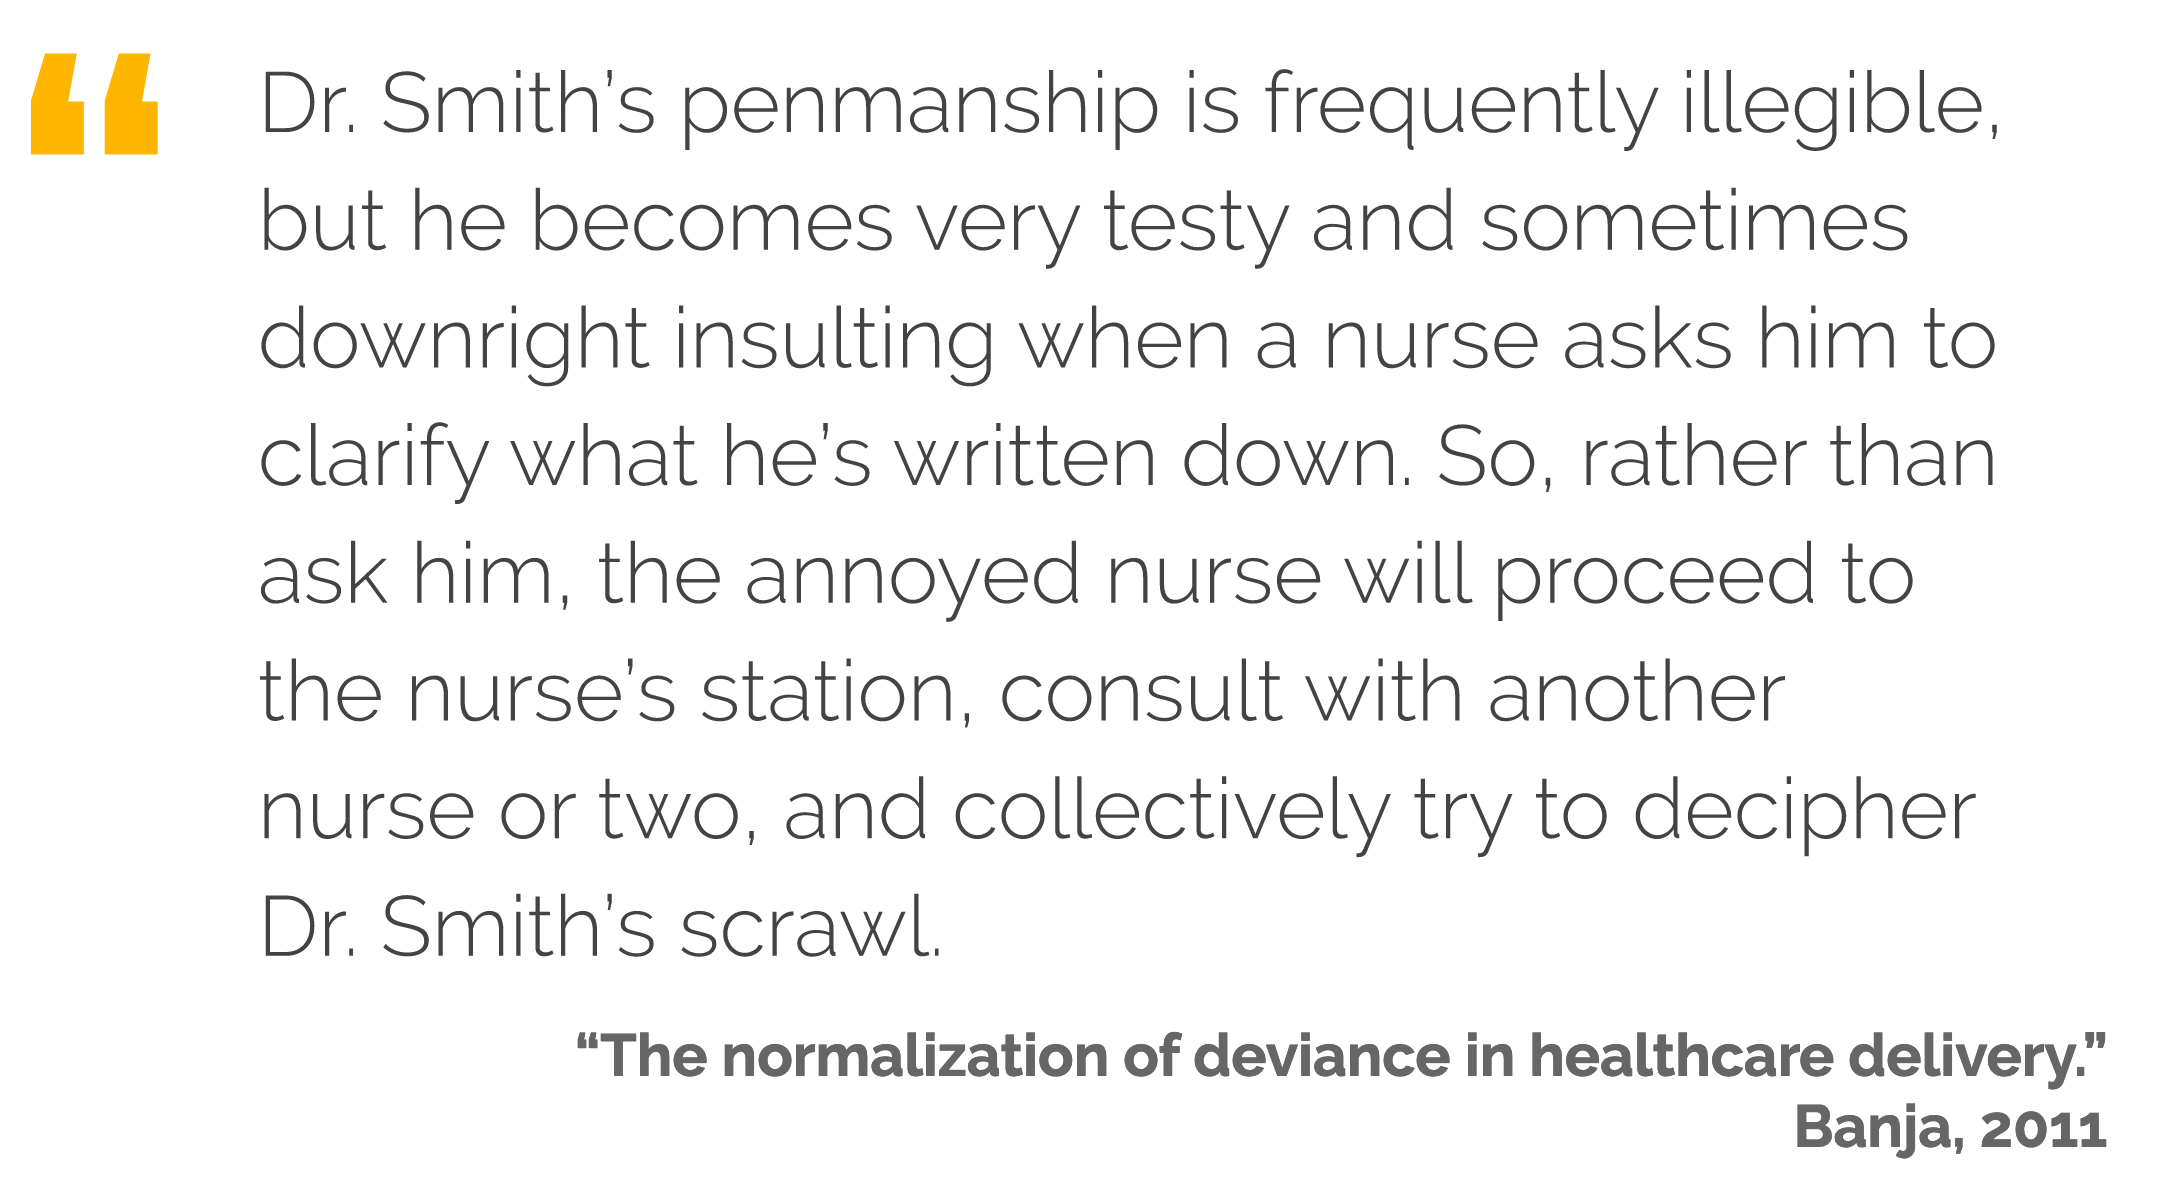 “
Dr. Smith’s penmanship is frequently illegible,
but he becomes very testy and sometimes
downright insulting when a nurse asks him to
clarify what he’s written down. So, rather than
ask him, the annoyed nurse will proceed to
the nurse’s station, consult with another
nurse or two, and collectively try to decipher
Dr. Smith’s scrawl.
“The normalization of deviance in healthcare delivery.”
Banja, 2011